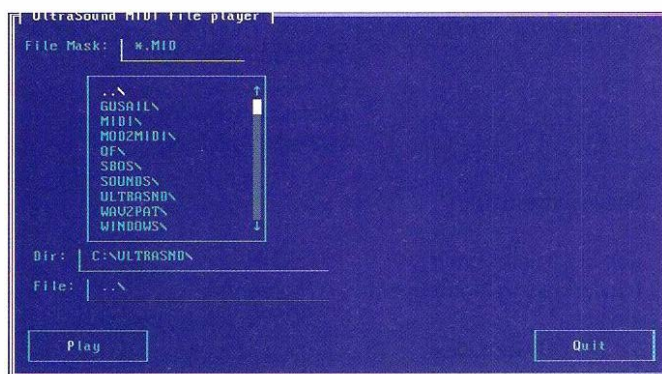 UltraSound MIDI file player
File Mask: *.MID
..\
GUSAIL\
MIDI\
MOD2MIDI\
QF\
SBOS\
SOUNDS\
ULTRASND\
WAV2PAT\
WINDOWS\
Dir: C:\ULTRASND\
File: ..\
Play
Quit